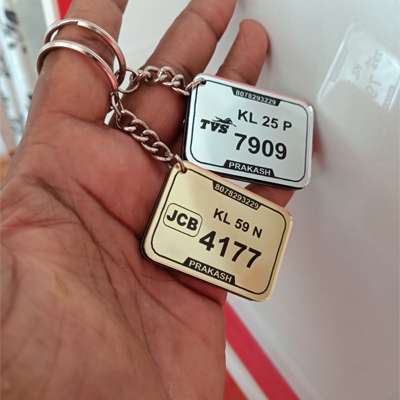 8078293229
TVS
KL 25 P
7909
PRAKASH
8078293229
JCB
KL 59 N
4177
PRAKASH